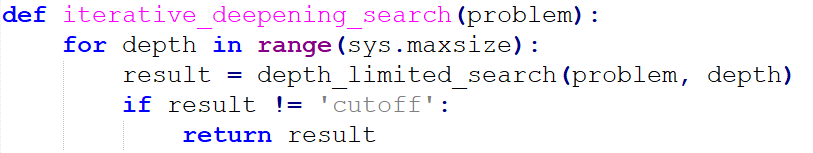 def iterative_deepening_search(problem):
    for depth in range(sys.maxsize):
        result = depth_limited_search(problem, depth)
        if result != 'cutoff':
            return result